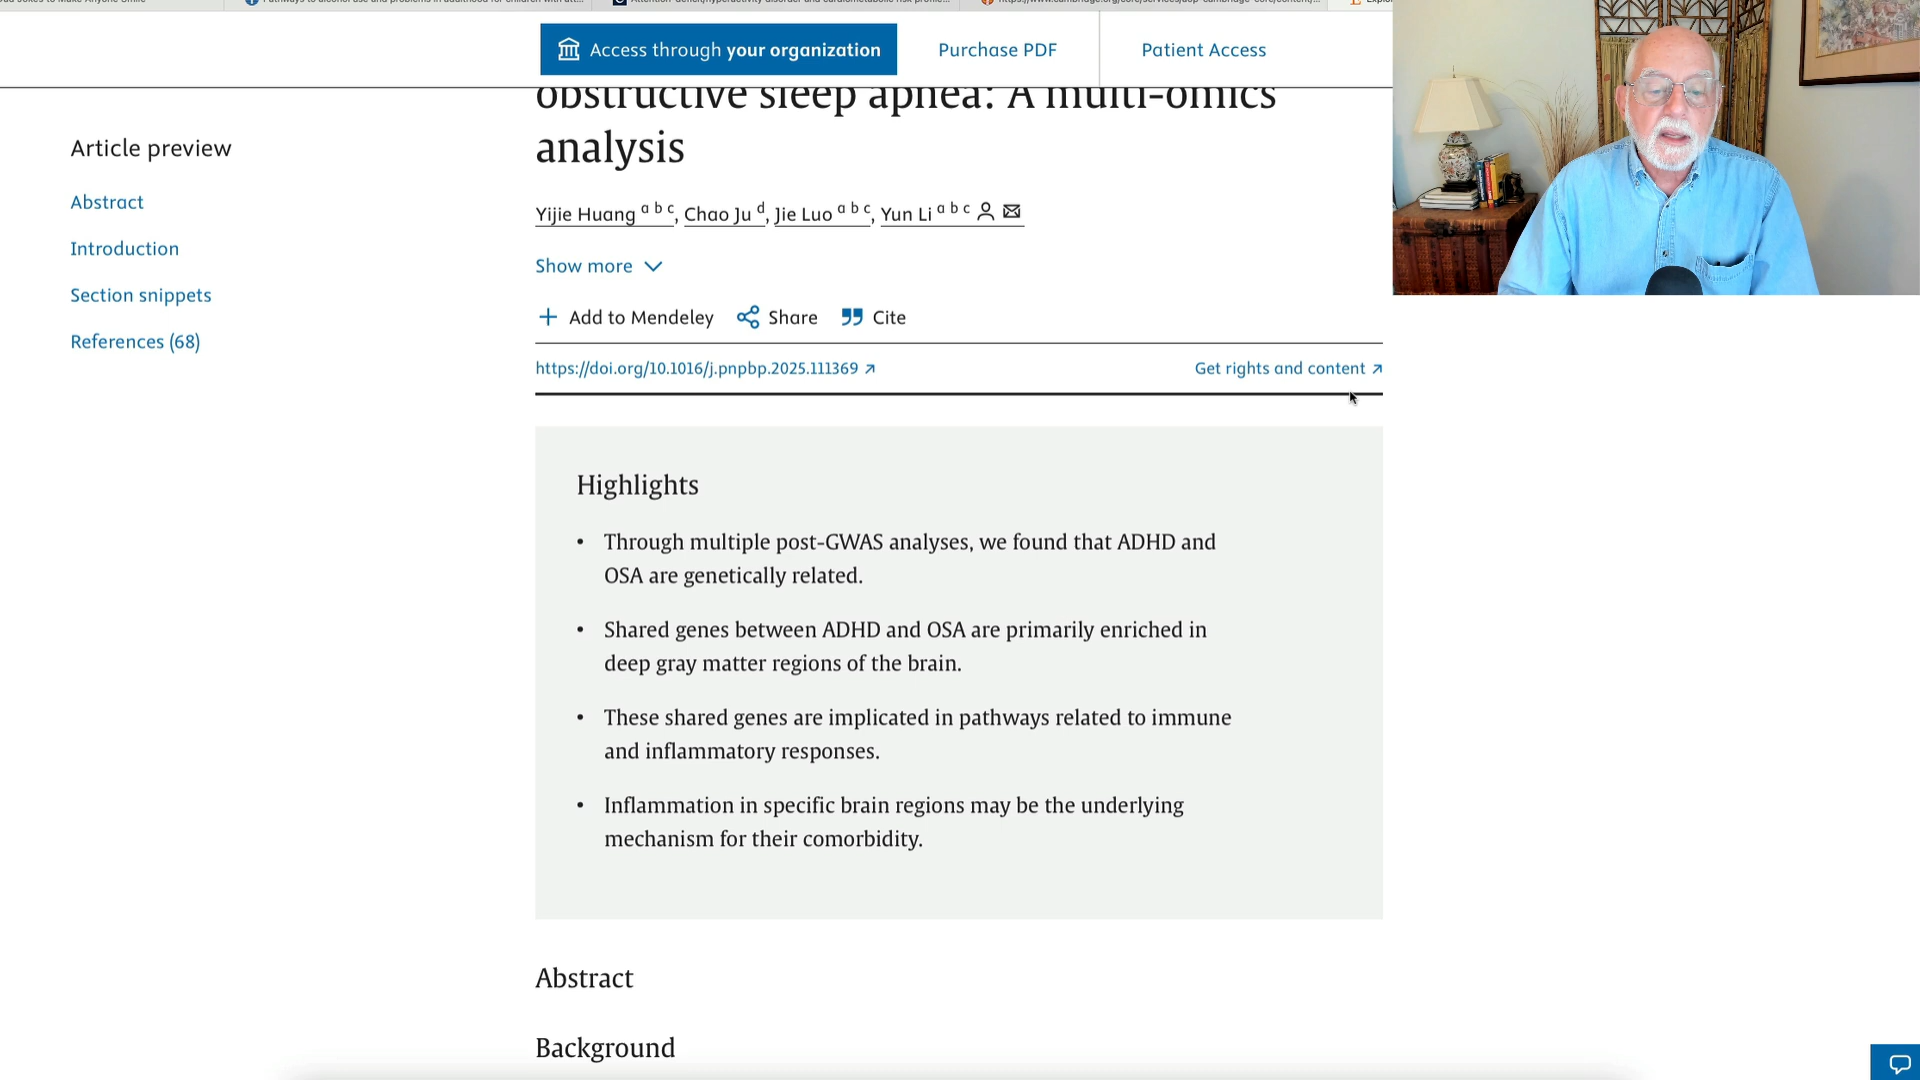 Access through your organization
Purchase PDF
Patient Access
obstructive sleep apnea: A multi-omics
analysis
Article preview
Abstract
Introduction
Section snippets
References (68)
Yijie Huang a b c, Chao Ju d, Jie Luo a b c, Yun Li a b c
Show more
Add to Mendeley
Share
Cite
https://doi.org/10.1016/j.pnpbp.2025.111369
Get rights and content
Highlights
• Through multiple post-GWAS analyses, we found that ADHD and
OSA are genetically related.
• Shared genes between ADHD and OSA are primarily enriched in
deep gray matter regions of the brain.
• These shared genes are implicated in pathways related to immune
and inflammatory responses.
• Inflammation in specific brain regions may be the underlying
mechanism for their comorbidity.
Abstract
Background